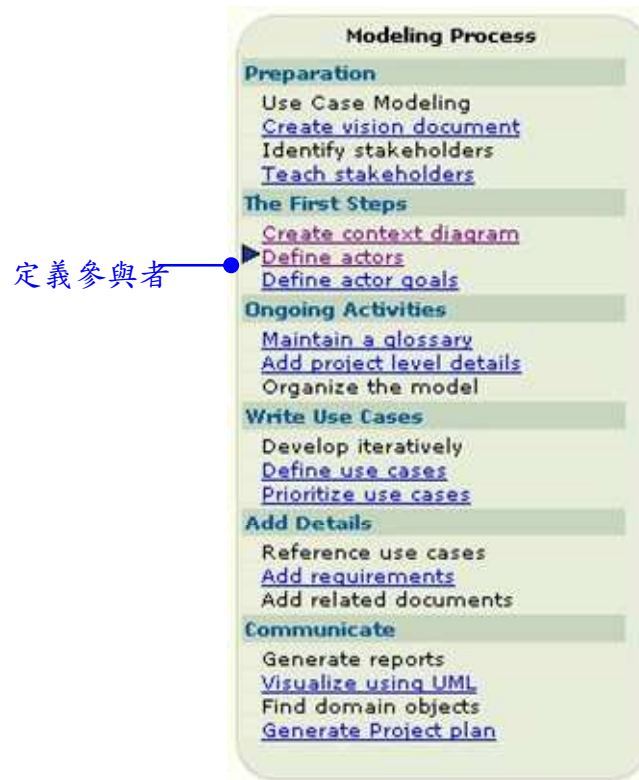 Modeling Process
Preparation
Use Case Modeling
Create vision document
Identify stakeholders
Teach stakeholders
The First Steps
Create context diagram
定義參與者
Define actors
Define actor goals
Ongoing Activities
Maintain a glossary
Add project level details
Organize the model
Write Use Cases
Develop iteratively
Define use cases
Prioritize use cases
Add Details
Reference use cases
Add requirements
Add related documents
Communicate
Generate reports
Visualize using UML
Find domain objects
Generate Project plan